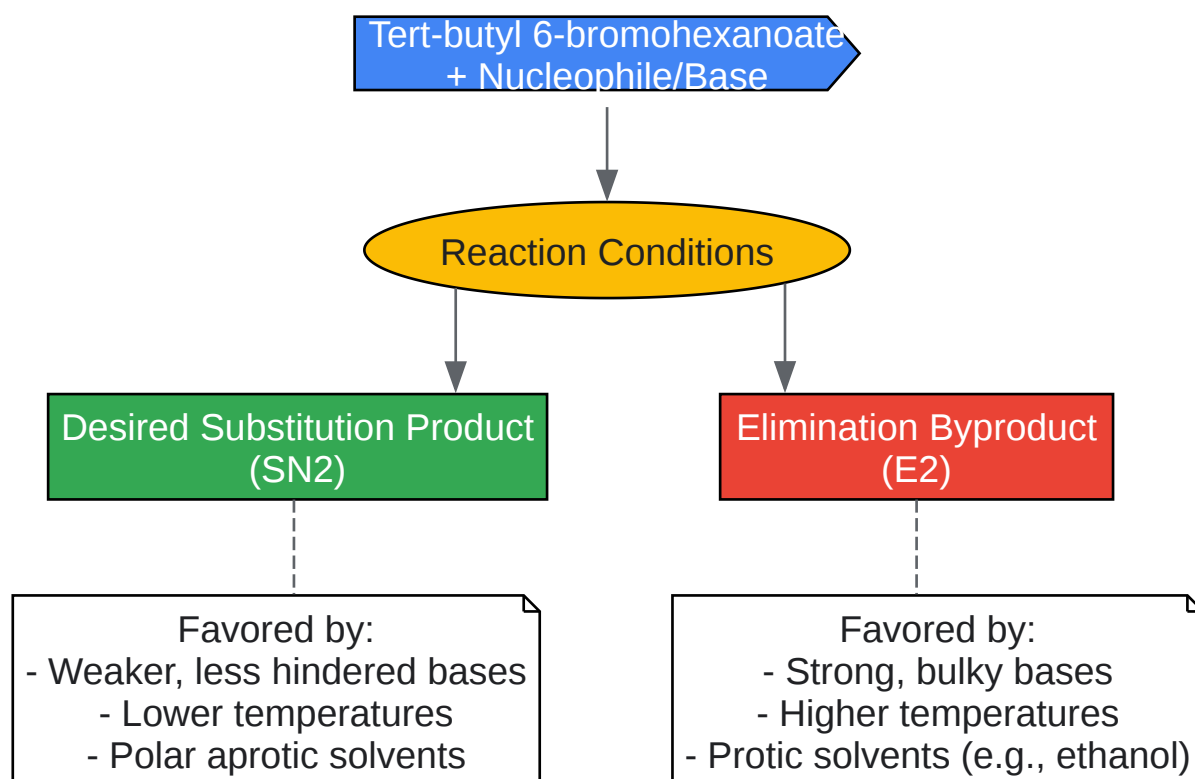 Tert-butyl 6-bromohexanoate
+ Nucleophile/Base
Reaction Conditions
Desired Substitution Product
(SN2)
Elimination Byproduct
(E2)
Favored by:
- Weaker, less hindered bases
- Lower temperatures
- Polar aprotic solvents
Favored by:
- Strong, bulky bases
- Higher temperatures
- Protic solvents (e.g., ethanol)